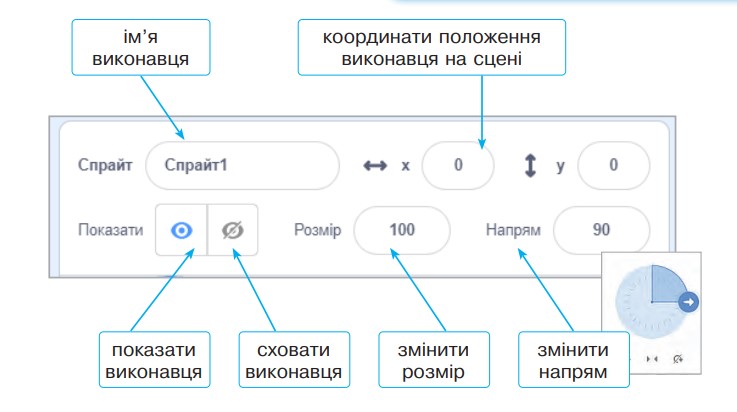 ім’я
виконавця
координати положення
виконавця на сцені
Спрайт Спрайт1 x 0 y 0
Показати Розмір 100 Напрям 90
показати
виконавця
сховати
виконавця
змінити
розмір
змінити
напрям